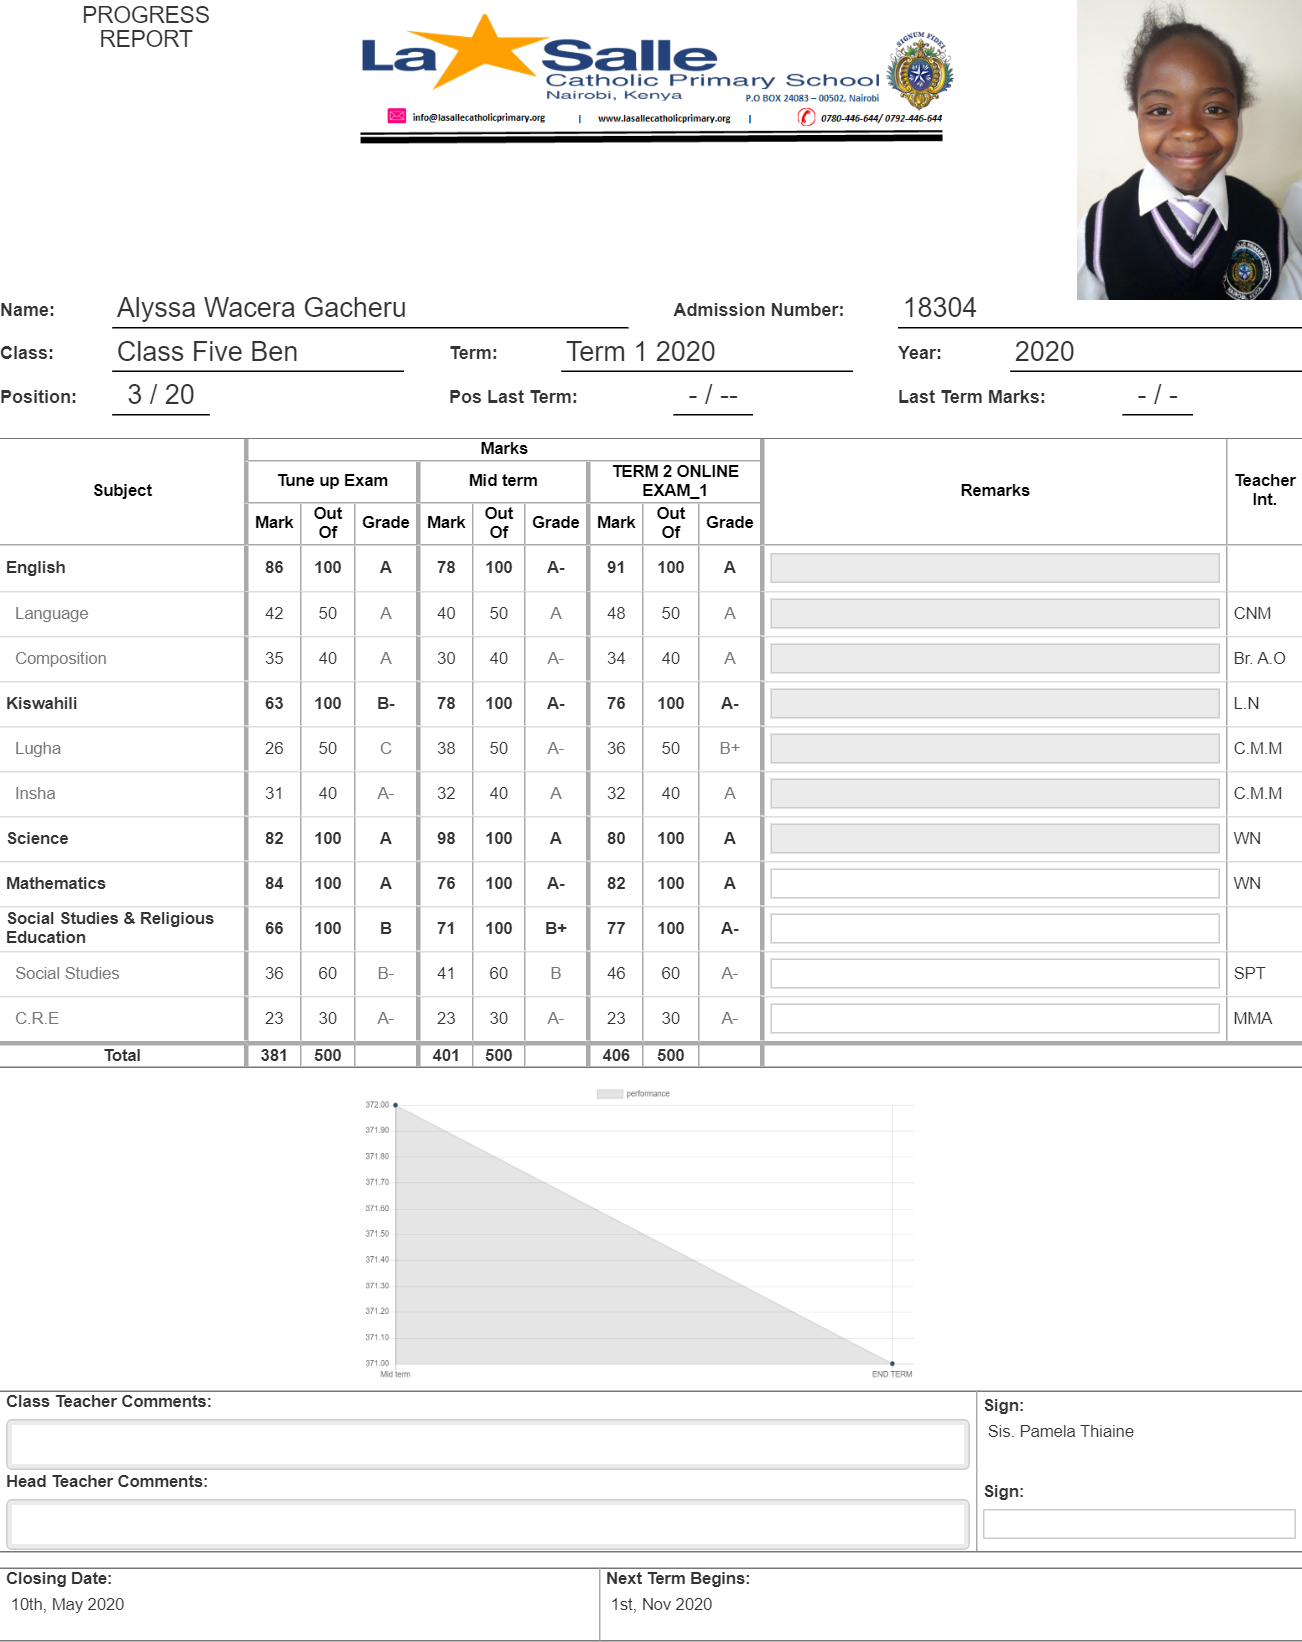 PROGRESS
REPORT
La Salle
Catholic Primary School
Nairobi, Kenya
P.O BOX 24083 – 00502, Nairobi
SIGNUM FIDEI
info@lasallecatholicprimary.org | www.lasallecatholicprimary.org | 0780-446-644/ 0792-446-644
Name: Alyssa Wacera Gacheru Admission Number: 18304
Class: Class Five Ben Term: Term 1 2020 Year: 2020
Position: 3 / 20 Pos Last Term: - / -- Last Term Marks: - / -
Marks
Subject Tune up Exam Mid term TERM 2 ONLINE EXAM_1 Remarks Teacher Int.
Mark Out Of Grade Mark Out Of Grade Mark Out Of Grade
English 86 100 A 78 100 A- 91 100 A
Language 42 50 A 40 50 A 48 50 A CNM
Composition 35 40 A 30 40 A- 34 40 A Br. A.O
Kiswahili 63 100 B- 78 100 A- 76 100 A- L.N
Lugha 26 50 C 38 50 A- 36 50 B+ C.M.M
Insha 31 40 A- 32 40 A 32 40 A C.M.M
Science 82 100 A 98 100 A 80 100 A WN
Mathematics 84 100 A 76 100 A- 82 100 A WN
Social Studies & Religious Education 66 100 B 71 100 B+ 77 100 A-
Social Studies 36 60 B- 41 60 B 46 60 A- SPT
C.R.E 23 30 A- 23 30 A- 23 30 A- MMA
Total 381 500 401 500 406 500
performance
372.00
371.90
371.80
371.70
371.60
371.50
371.40
371.30
371.20
371.10
371.00
Mid term END TERM
Class Teacher Comments: Sign:
Sis. Pamela Thiaine
Head Teacher Comments: Sign:
Closing Date: Next Term Begins:
10th, May 2020 1st, Nov 2020